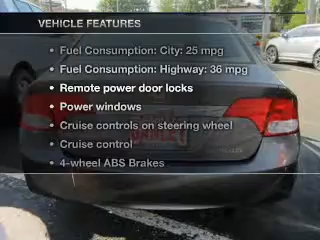 VEHICLE FEATURES
• Fuel Consumption: City: 25 mpg
• Fuel Consumption: Highway: 36 mpg
• Remote power door locks
• Power windows
• Cruise controls on steering wheel
• Cruise control
• 4-wheel ABS Brakes